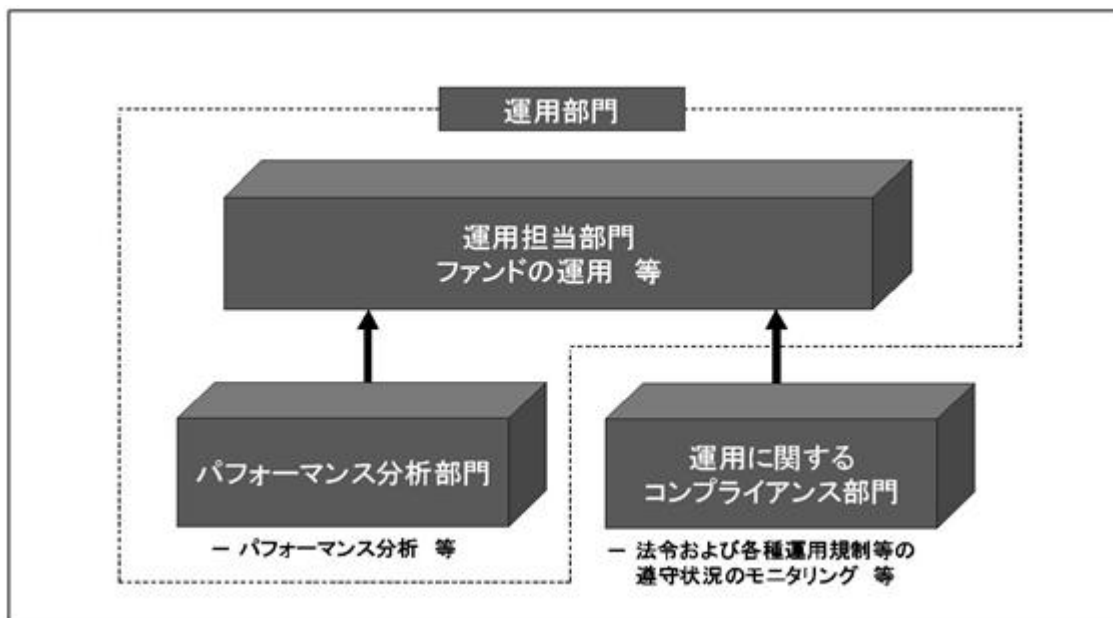 運用部門
運用担当部門
ファンドの運用 等
パフォーマンス分析部門
― パフォーマンス分析 等
運用に関する
コンプライアンス部門
― 法令および各種運用規制等の
遵守状況のモニタリング 等